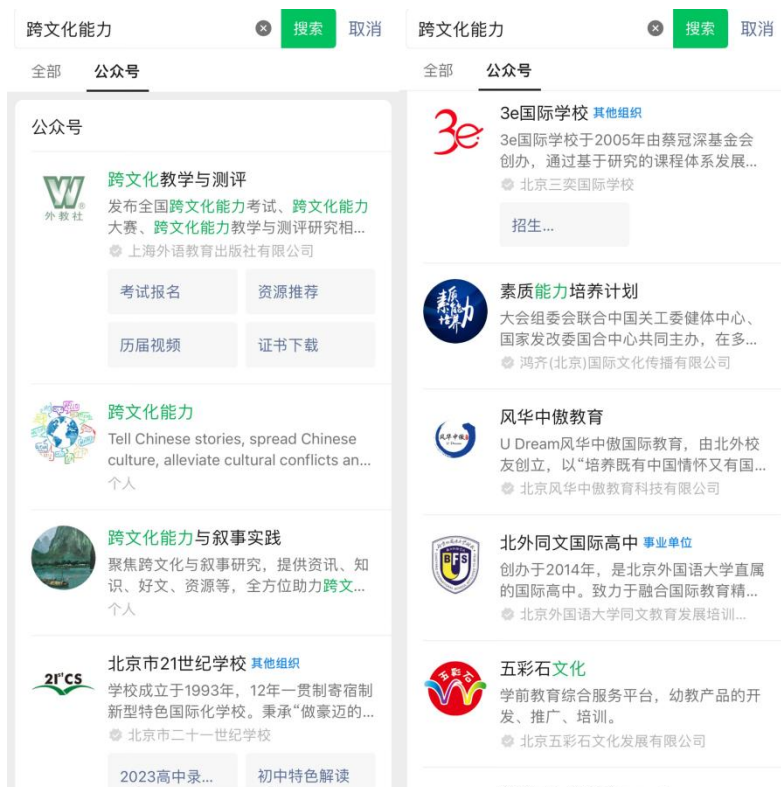 跨文化能力
搜索
取消
全部
公众号
公众号
外教社
跨文化教学与测评
发布全国跨文化能力考试、跨文化能力
大赛、跨文化能力教学与测评研究相...
上海外语教育出版社有限公司
考试报名
资源推荐
历届视频
证书下载
跨文化能力
Tell Chinese stories, spread Chinese
culture, alleviate cultural conflicts an...
个人
跨文化能力与叙事实践
聚焦跨文化与叙事研究，提供资讯、知
识、好文、资源等，全方位助力跨文...
个人
21stCS
北京市21世纪学校 其他组织
学校成立于1993年，12年一贯制寄宿制
新型特色国际化学校。秉承“做豪迈的...
北京市二十一世纪学校
2023高中录...
初中特色解读
跨文化能力
搜索
取消
全部
公众号
3e
3e国际学校 其他组织
3e国际学校于2005年由蔡冠深基金会
创办，通过基于研究的课程体系发展...
北京三奕国际学校
招生...
素质能力培养
素质能力培养计划
大会组委会联合中国关工委健体中心、
国家发改委国合中心共同主办，在多...
鸿齐(北京)国际文化传播有限公司
风华中傲
风华中傲教育
U Dream风华中傲国际教育，由北外校
友创立，以“培养既有中国情怀又有国...
北京风华中傲教育科技有限公司
BFS
北外同文国际高中 事业单位
创办于2014年，是北京外国语大学直属
的国际高中。致力于融合国际教育精...
北京外国语大学同文教育发展培训...
五彩石
五彩石文化
学前教育综合服务平台，幼教产品的开
发、推广、培训。
北京五彩石文化发展有限公司